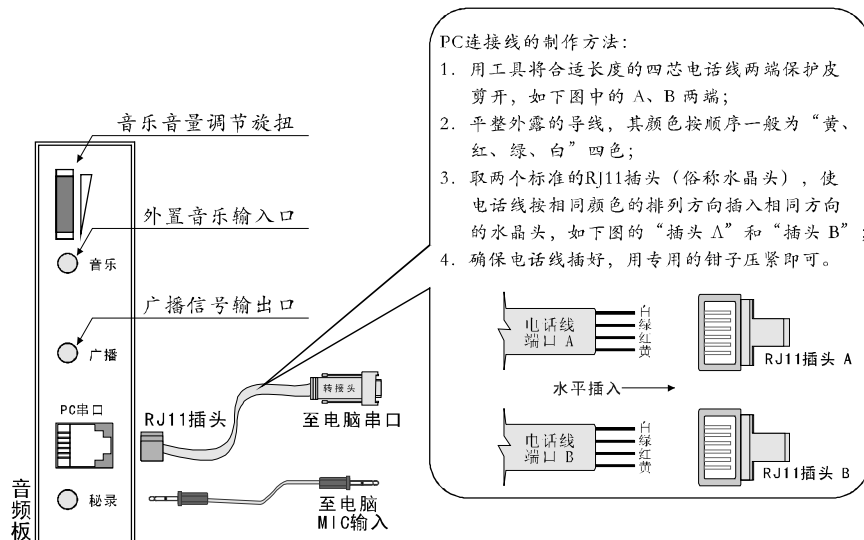 PC连接线的制作方法：
1. 用工具将合适长度的四芯电话线两端保护皮
剪开，如下图中的 A、B 两端；
2. 平整外露的导线，其颜色按顺序一般为“黄、
红、绿、白”四色；
3. 取两个标准的RJ11插头（俗称水晶头），使
电话线按相同颜色的排列方向插入相同方向
的水晶头，如下图的“插头 A”和“插头 B”；
4. 确保电话线插好，用专用的钳子压紧即可。
音乐音量调节旋扭
外置音乐输入口
音乐
广播信号输出口
广播
PC串口
RJ11插头
转接头
至电脑串口
秘录
至电脑
MIC输入
音频板
电话线
端口 A
白
绿
红
黄
RJ11插头 A
水平插入
电话线
端口 B
白
绿
红
黄
RJ11插头 B